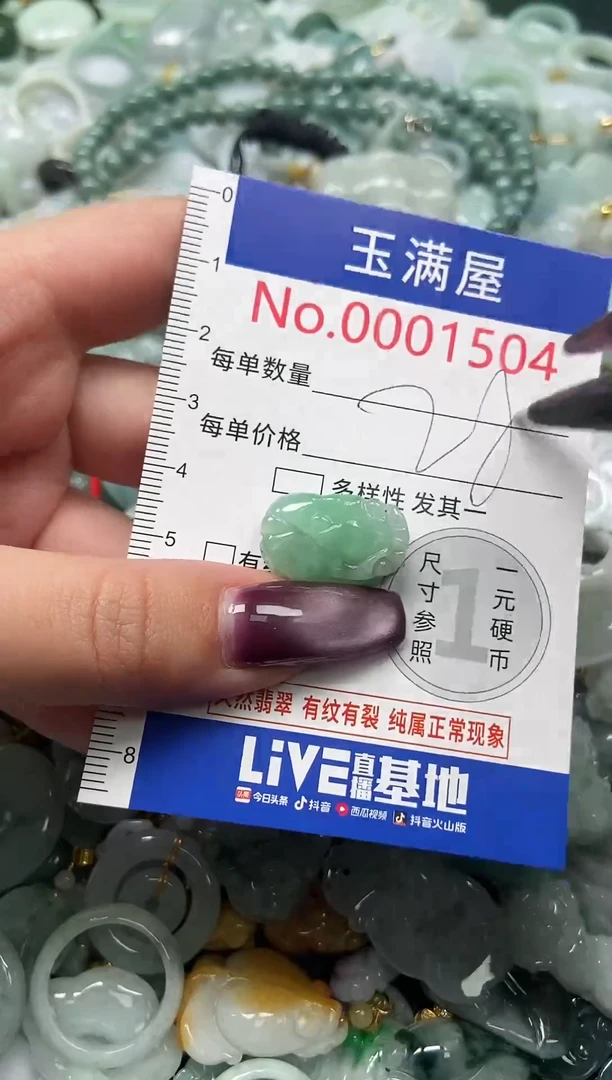 0
玉满屋
1
No.0001504
2
每单数量
3
每单价格
4
多样性 发其一
5
有
尺寸参照
1
一元硬币
天然翡翠 有纹有裂 纯属正常现象
8
LiVE直播基地
今日头条 抖音 西瓜视频 抖音火山版